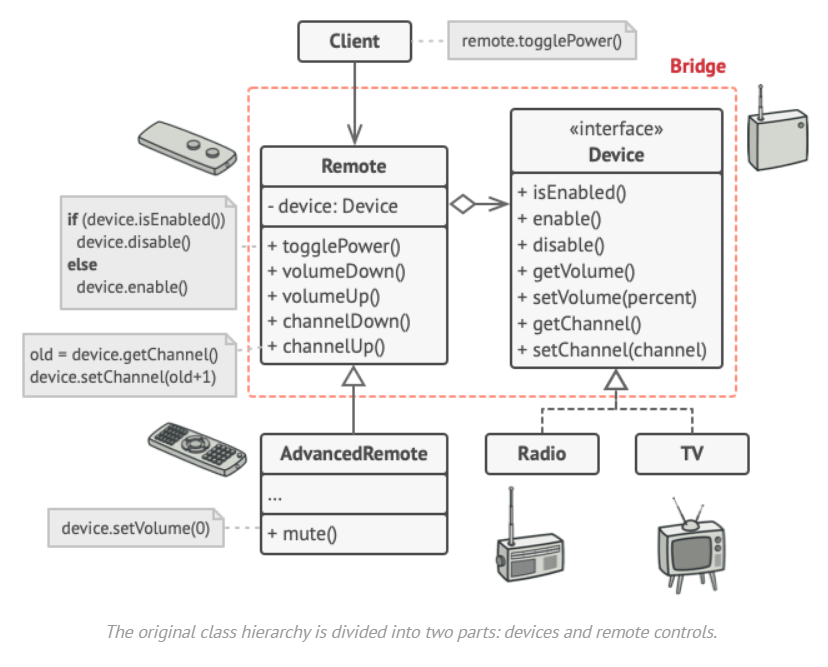 Client
remote.togglePower()
Bridge
Remote
- device: Device
+ togglePower()
+ volumeDown()
+ volumeUp()
+ channelDown()
+ channelUp()
«interface»
Device
+ isEnabled()
+ enable()
+ disable()
+ getVolume()
+ setVolume(percent)
+ getChannel()
+ setChannel(channel)
if (device.isEnabled())
device.disable()
else
device.enable()
old = device.getChannel()
device.setChannel(old+1)
AdvancedRemote
...
+ mute()
device.setVolume(0)
Radio
TV
The original class hierarchy is divided into two parts: devices and remote controls.